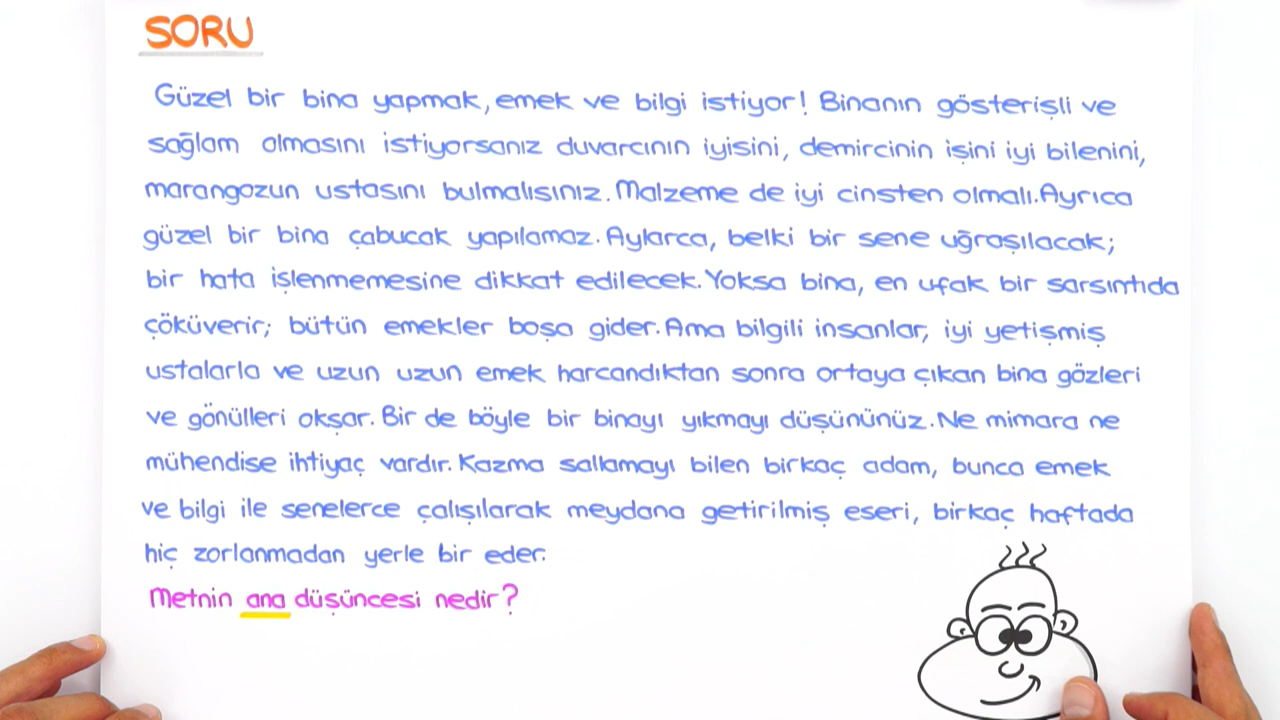 SORU
Güzel bir bina yapmak, emek ve bilgi istiyor! Binanın gösterişli ve
sağlam olmasını istiyorsanız duvarcının iyisini, demircinin işini iyi bilenini,
marangozun ustasını bulmalısınız. Malzeme de iyi cinsten olmalı. Ayrıca
güzel bir bina çabucak yapılamaz. Aylarca, belki bir sene uğraşılacak;
bir hata işlenmemesine dikkat edilecek. Yoksa bina, en ufak bir sarsıntıda
çöküverir; bütün emekler boşa gider. Ama bilgili insanlar, iyi yetişmiş
ustalarla ve uzun uzun emek harcandıktan sonra ortaya çıkan bina gözleri
ve gönülleri okşar. Bir de böyle bir binayı yıkmayı düşününüz. Ne mimara ne
mühendise ihtiyaç vardır. Kazma sallamayı bilen birkaç adam, bunca emek
ve bilgi ile senelerce çalışılarak meydana getirilmiş eseri, birkaç haftada
hiç zorlanmadan yerle bir eder.
Metnin ana düşüncesi nedir?